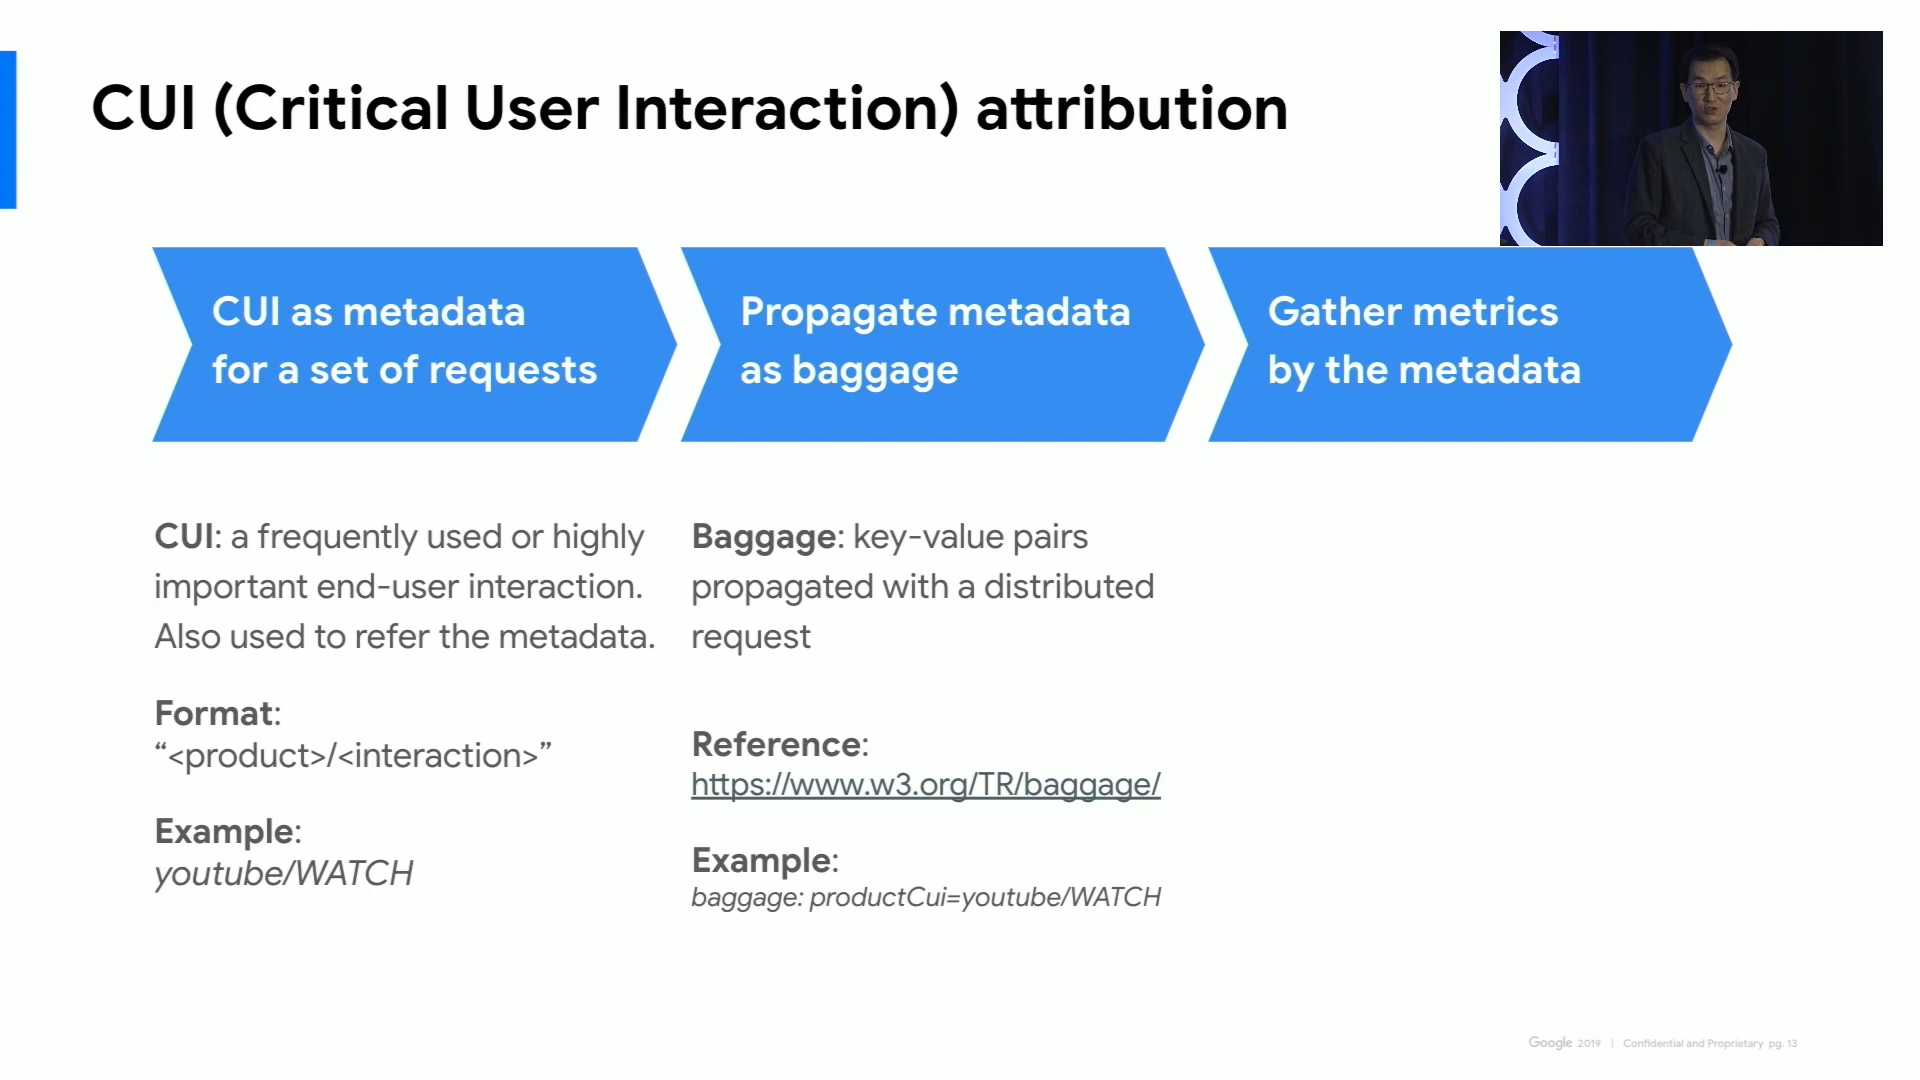 CUI (Critical User Interaction) attribution
CUI as metadata
for a set of requests
Propagate metadata
as baggage
Gather metrics
by the metadata
CUI: a frequently used or highly
important end-user interaction.
Also used to refer the metadata.
Format:
“<product>/<interaction>”
Example:
youtube/WATCH
Baggage: key-value pairs
propagated with a distributed
request
Reference:
https://www.w3.org/TR/baggage/
Example:
baggage: productCui=youtube/WATCH
Google 2019 | Confidential and Proprietary pg. 13